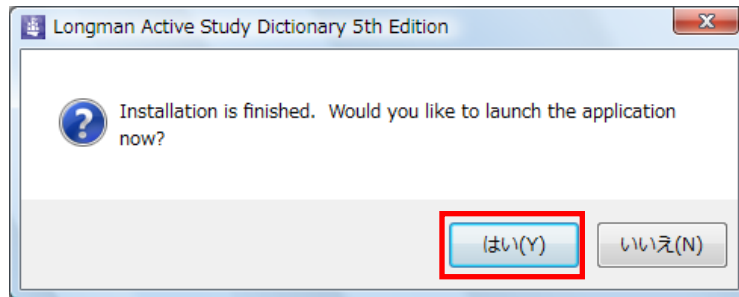 Longman Active Study Dictionary 5th Edition
Installation is finished.  Would you like to launch the application
now?
はい(Y) いいえ(N)